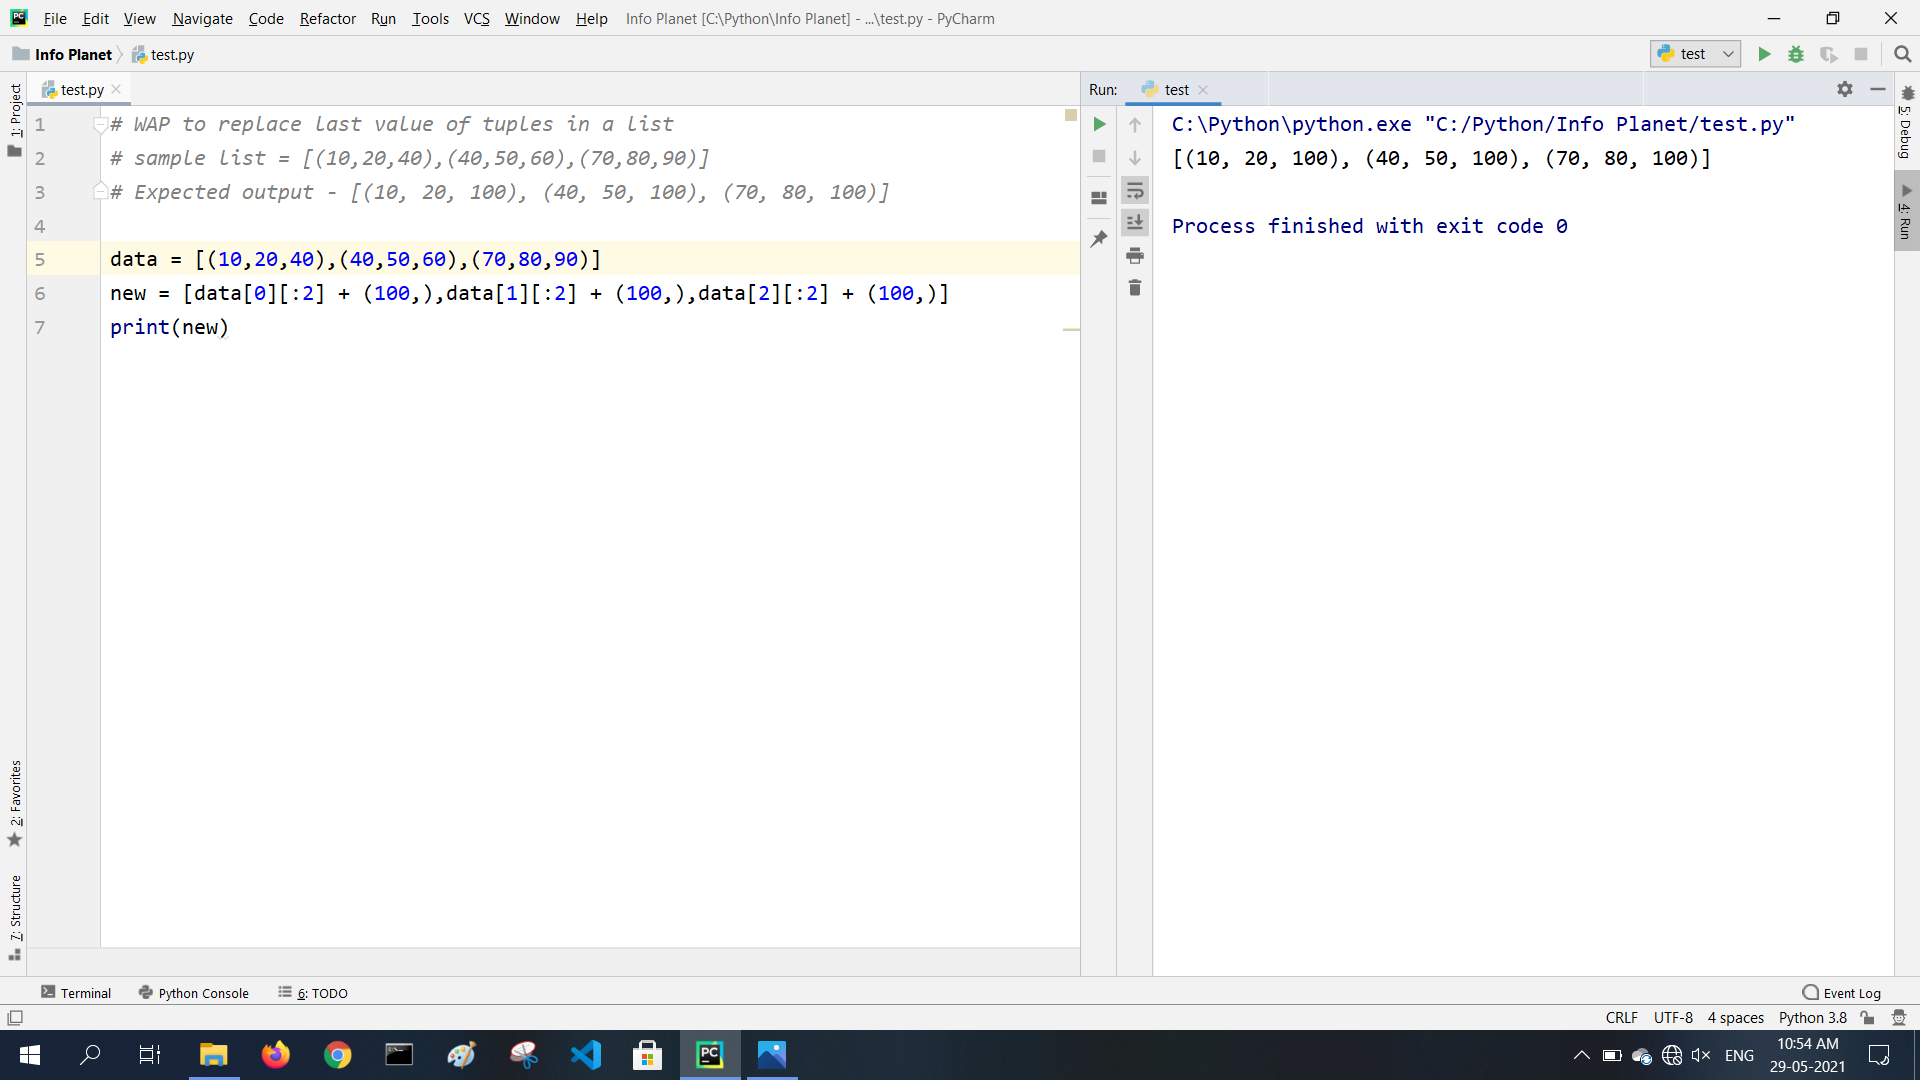 File Edit View Navigate Code Refactor Run Tools VCS Window Help Info Planet [C:\Python\Info Planet] - ...\test.py - PyCharm
Info Planet test.py
test
1: Project
test.py
Run: test
1 # WAP to replace last value of tuples in a list
2 # sample list = [(10,20,40),(40,50,60),(70,80,90)]
3 # Expected output - [(10, 20, 100), (40, 50, 100), (70, 80, 100)]
4
5 data = [(10,20,40),(40,50,60),(70,80,90)]
6 new = [data[0][:2] + (100,),data[1][:2] + (100,),data[2][:2] + (100,)]
7 print(new)
C:\Python\python.exe "C:/Python/Info Planet/test.py"
[(10, 20, 100), (40, 50, 100), (70, 80, 100)]
Process finished with exit code 0
5: Debug
4: Run
2: Favorites
7: Structure
Terminal Python Console 6: TODO
Event Log
CRLF UTF-8 4 spaces Python 3.8
PC
ENG
10:54 AM
29-05-2021